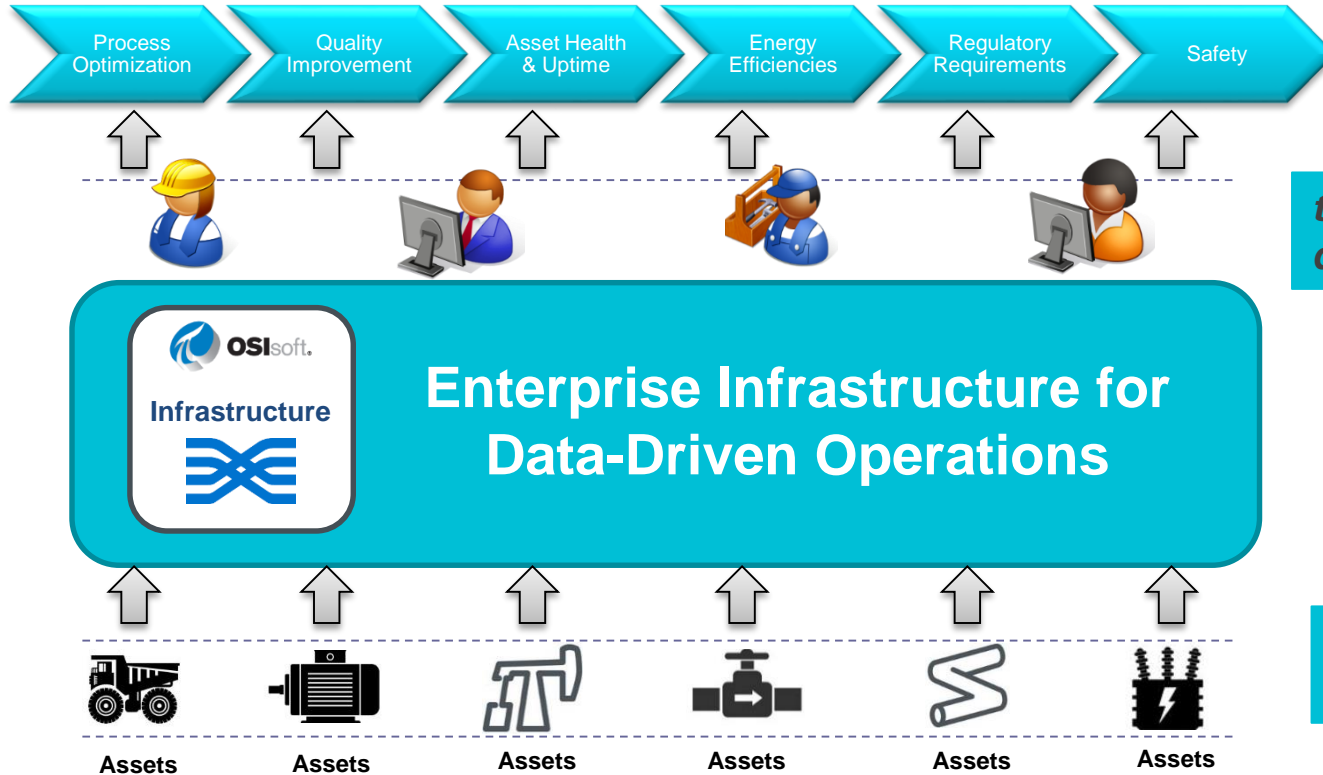 Process
Optimization
Quality
Improvement
Asset Health
& Uptime
Energy
Efficiencies
Regulatory
Requirements
Safety
OSIsoft.
Infrastructure
Enterprise Infrastructure for
Data-Driven Operations
Assets
Assets
Assets
Assets
Assets
Assets